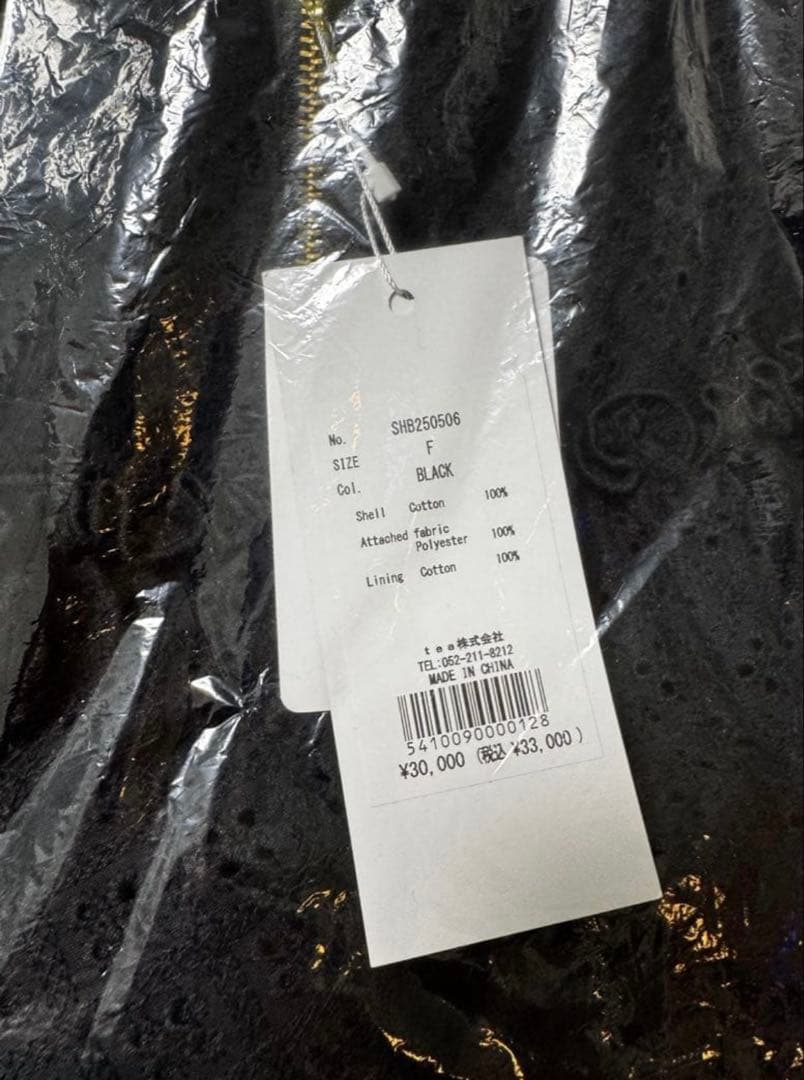 No. SHB250506
SIZE F
Col. BLACK
Shell Cotton 100%
Attached fabric
Polyester 100%
Lining Cotton 100%
tea株式会社
TEL:052-211-8212
MADE IN CHINA
5410090000128
¥30,000 (税込 ¥33,000)